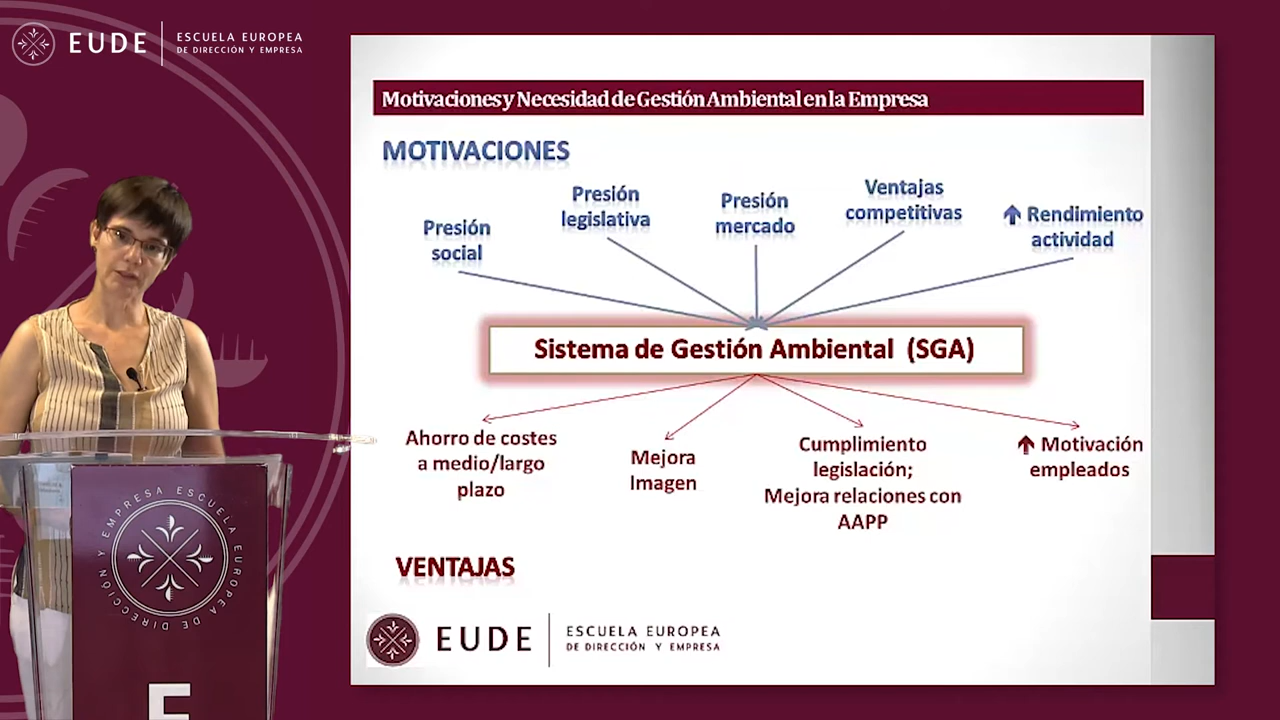 EUDE
ESCUELA EUROPEA
DE DIRECCIÓN Y EMPRESA
Motivaciones y Necesidad de Gestión Ambiental en la Empresa
MOTIVACIONES
Presión
social
Presión
legislativa
Presión
mercado
Ventajas
competitivas
Rendimiento
actividad
Sistema de Gestión Ambiental (SGA)
Ahorro de costes
a medio/largo
plazo
Mejora
Imagen
Cumplimiento
legislación;
Mejora relaciones con
AAPP
Motivación
empleados
VENTAJAS
EUDE
ESCUELA EUROPEA
DE DIRECCIÓN Y EMPRESA
ESCUELA EUROPEA DE DIRECCIÓN Y EMPRESA
E